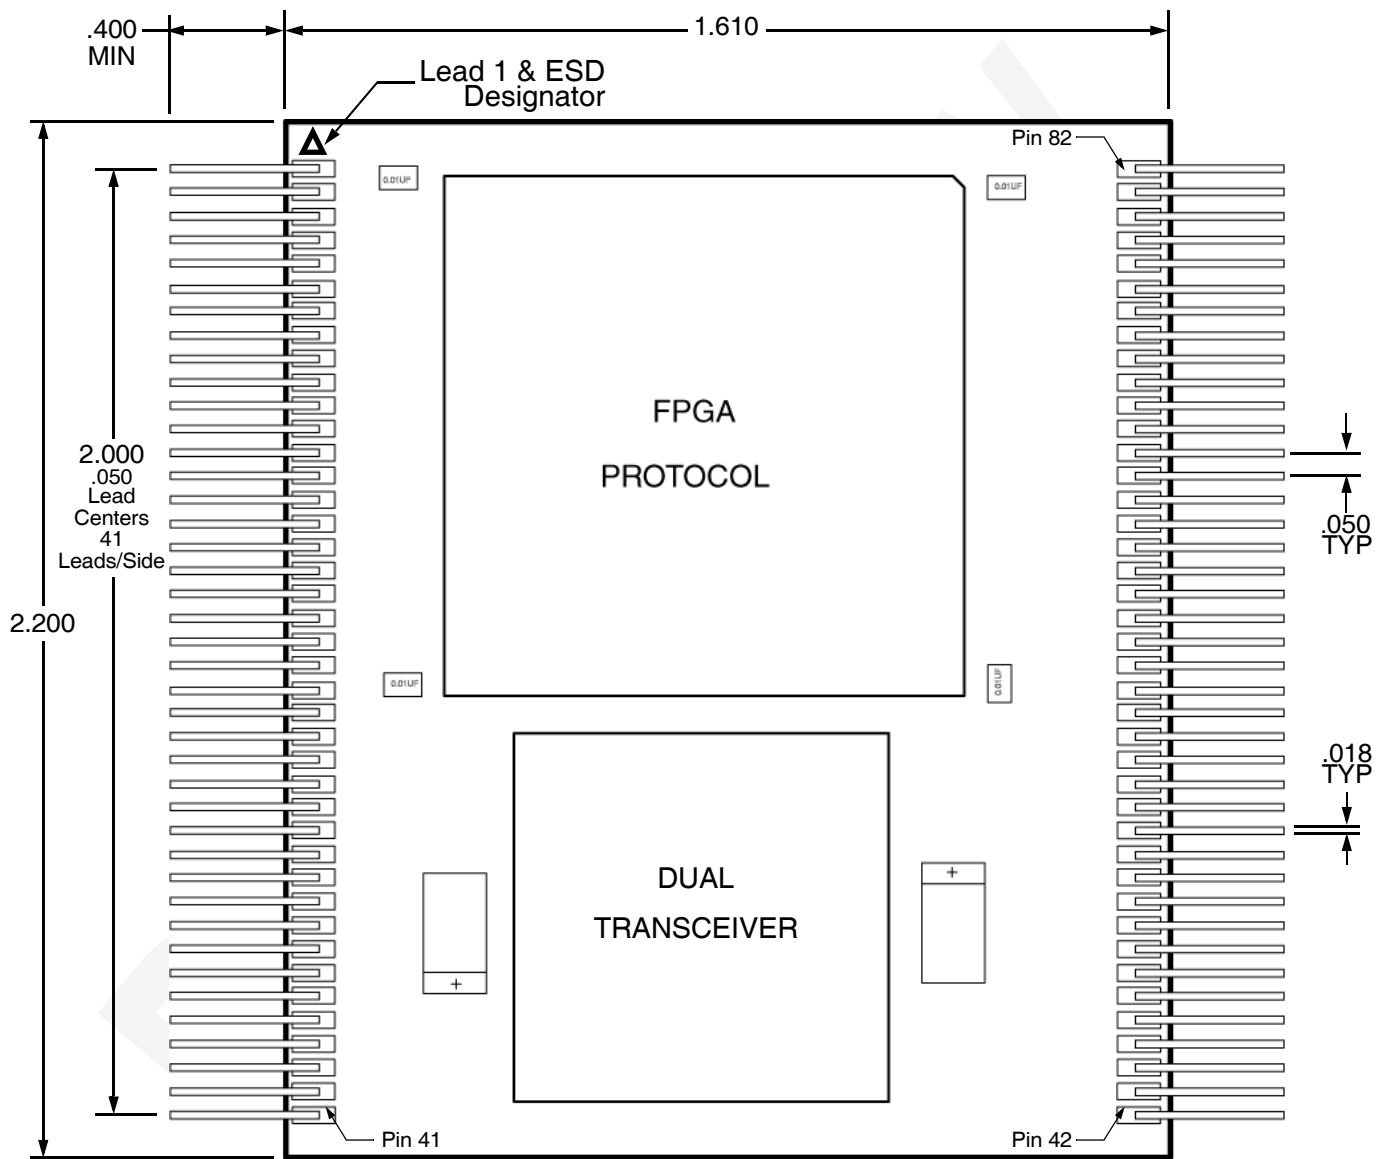 .400
MIN
1.610
Lead 1 & ESD
Designator
Pin 82
0.01UF
0.01UF
FPGA
PROTOCOL
2.000
.050
Lead
Centers
41
Leads/Side
.050
TYP
2.200
0.01UF
0.01UF
.018
TYP
DUAL
TRANSCEIVER
+
+
Pin 41
Pin 42